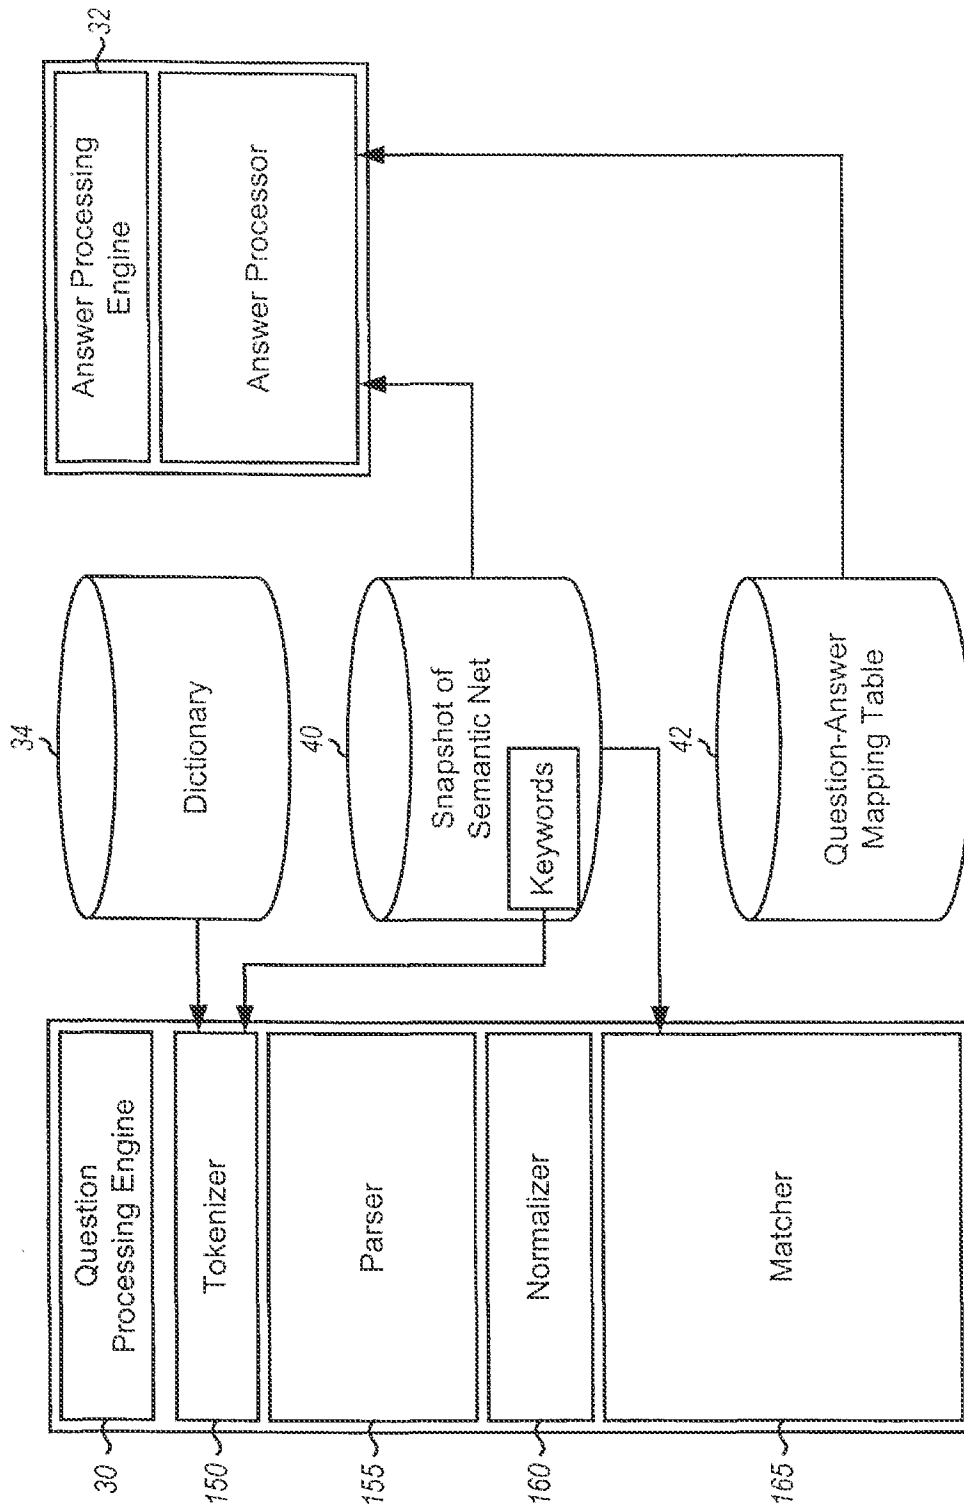 30
Question
Processing Engine
150
Tokenizer
155
Parser
160
Normalizer
165
Matcher
34
Dictionary
40
Snapshot of
Semantic Net
Keywords
42
Question-Answer
Mapping Table
32
Answer Processing
Engine
Answer Processor